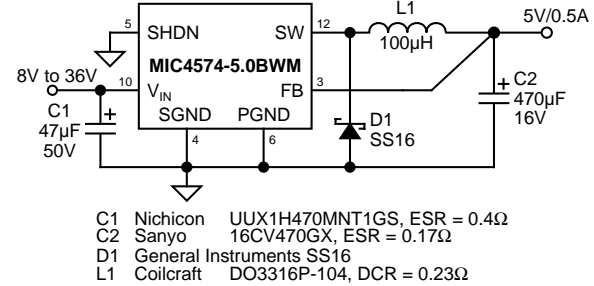 L1
5V/0.5A
5
SHDN
SW
12
100µH
MIC4574-5.0BWM
8V to 36V
10
VIN
FB
3
C2
470µF
16V
C1
47µF
50V
SGND
PGND
4
6
D1
SS16
C1 Nichicon UUX1H470MNT1GS, ESR = 0.4Ω
C2 Sanyo 16CV470GX, ESR = 0.17Ω
D1 General Instruments SS16
L1 Coilcraft DO3316P-104, DCR = 0.23Ω